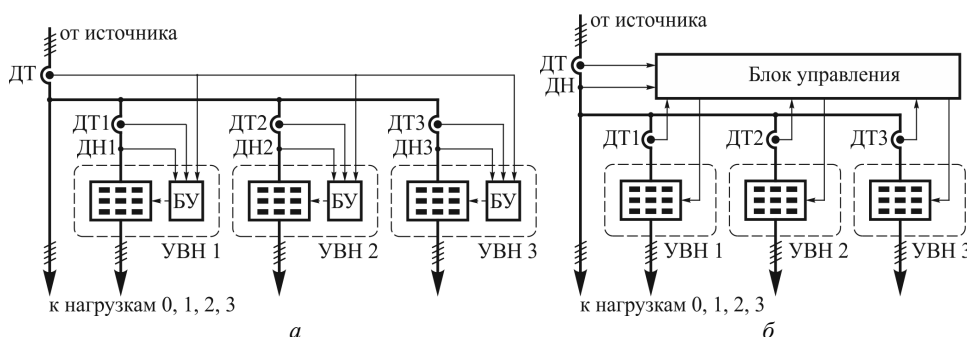 от источника
ДТ
ДТ1
ДТ2
ДТ3
ДН1
ДН2
ДН3
БУ
БУ
БУ
УВН 1
УВН 2
УВН 3
к нагрузкам 0, 1, 2, 3
а
от источника
ДТ
Блок управления
ДН
ДТ1
ДТ2
ДТ3
УВН 1
УВН 2
УВН 3
к нагрузкам 0, 1, 2, 3
б